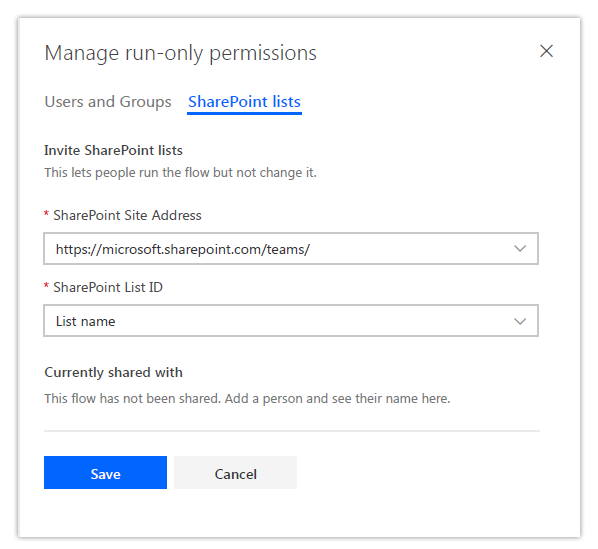 Manage run-only permissions
Users and Groups SharePoint lists
Invite SharePoint lists
This lets people run the flow but not change it.
* SharePoint Site Address
https://microsoft.sharepoint.com/teams/
* SharePoint List ID
List name
Currently shared with
This flow has not been shared. Add a person and see their name here.
Save Cancel